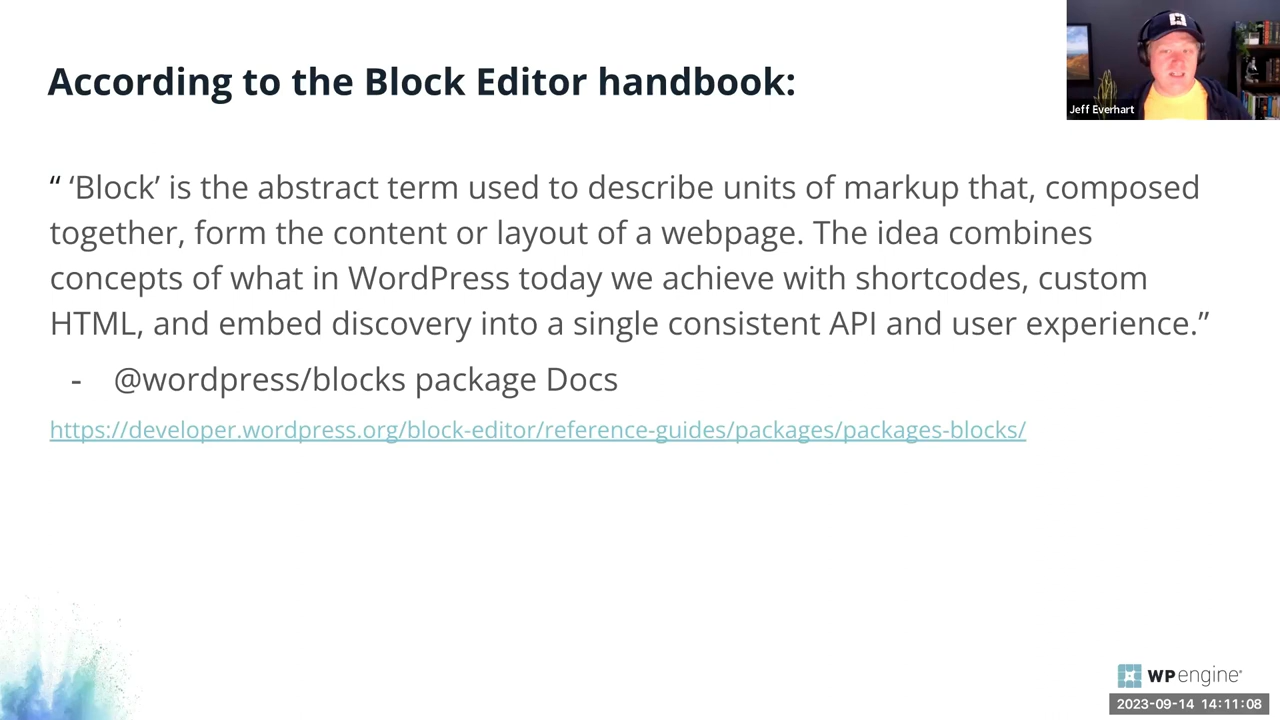 According to the Block Editor handbook:
Jeff Everhart
“ ‘Block’ is the abstract term used to describe units of markup that, composed
together, form the content or layout of a webpage. The idea combines
concepts of what in WordPress today we achieve with shortcodes, custom
HTML, and embed discovery into a single consistent API and user experience.”
- @wordpress/blocks package Docs
https://developer.wordpress.org/block-editor/reference-guides/packages/packages-blocks/
WPengine®
2023-09-14 14:11:08